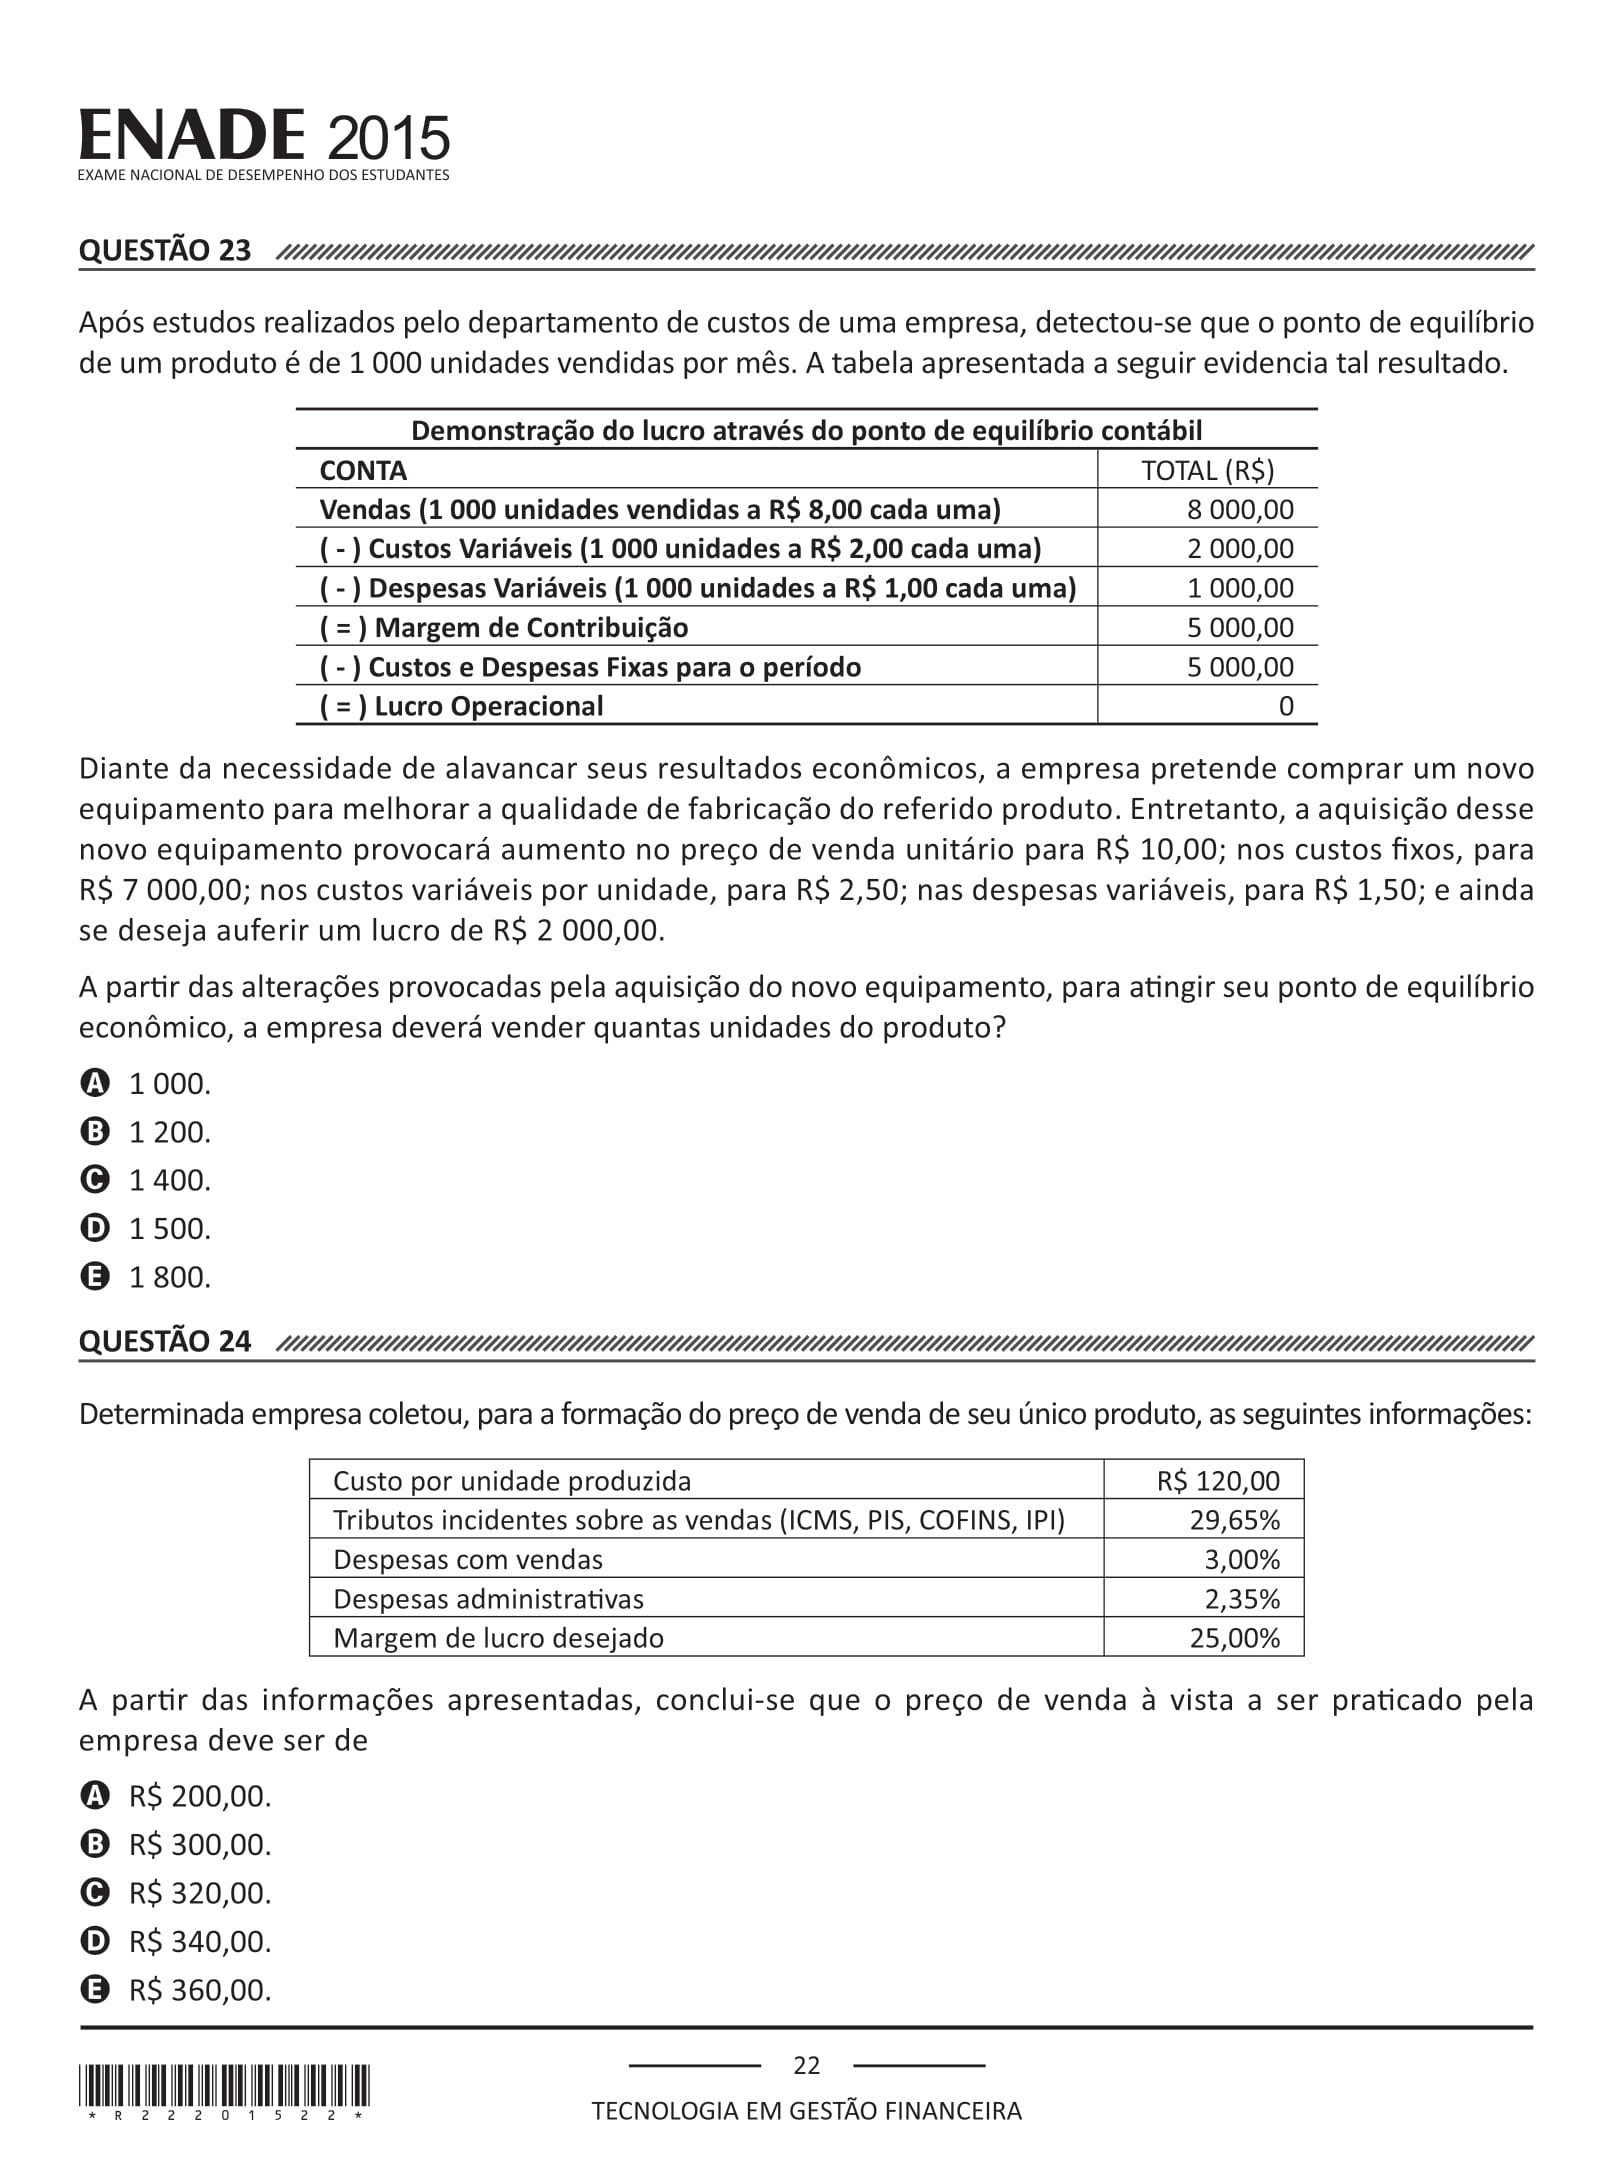 ENADE 2015
EXAME NACIONAL DE DESEMPENHO DOS ESTUDANTES
QUESTÃO 23
Após estudos realizados pelo departamento de custos de uma empresa, detectou-se que o ponto de equilíbrio
de um produto é de 1 000 unidades vendidas por mês. A tabela apresentada a seguir evidencia tal resultado.
Demonstração do lucro através do ponto de equilíbrio contábil
CONTA TOTAL (R$)
Vendas (1 000 unidades vendidas a R$ 8,00 cada uma) 8 000,00
( - ) Custos Variáveis (1 000 unidades a R$ 2,00 cada uma) 2 000,00
( - ) Despesas Variáveis (1 000 unidades a R$ 1,00 cada uma) 1 000,00
( = ) Margem de Contribuição 5 000,00
( - ) Custos e Despesas Fixas para o período 5 000,00
( = ) Lucro Operacional 0
Diante da necessidade de alavancar seus resultados econômicos, a empresa pretende comprar um novo
equipamento para melhorar a qualidade de fabricação do referido produto. Entretanto, a aquisição desse
novo equipamento provocará aumento no preço de venda unitário para R$ 10,00; nos custos fixos, para
R$ 7 000,00; nos custos variáveis por unidade, para R$ 2,50; nas despesas variáveis, para R$ 1,50; e ainda
se deseja auferir um lucro de R$ 2 000,00.
A partir das alterações provocadas pela aquisição do novo equipamento, para atingir seu ponto de equilíbrio
econômico, a empresa deverá vender quantas unidades do produto?
A 1 000.
B 1 200.
C 1 400.
D 1 500.
E 1 800.
QUESTÃO 24
Determinada empresa coletou, para a formação do preço de venda de seu único produto, as seguintes informações:
Custo por unidade produzida R$ 120,00
Tributos incidentes sobre as vendas (ICMS, PIS, COFINS, IPI) 29,65%
Despesas com vendas 3,00%
Despesas administrativas 2,35%
Margem de lucro desejado 25,00%
A partir das informações apresentadas, conclui-se que o preço de venda à vista a ser praticado pela
empresa deve ser de
A R$ 200,00.
B R$ 300,00.
C R$ 320,00.
D R$ 340,00.
E R$ 360,00.
22
TECNOLOGIA EM GESTÃO FINANCEIRA
* R 2 2 2 0 1 5 2 2 *